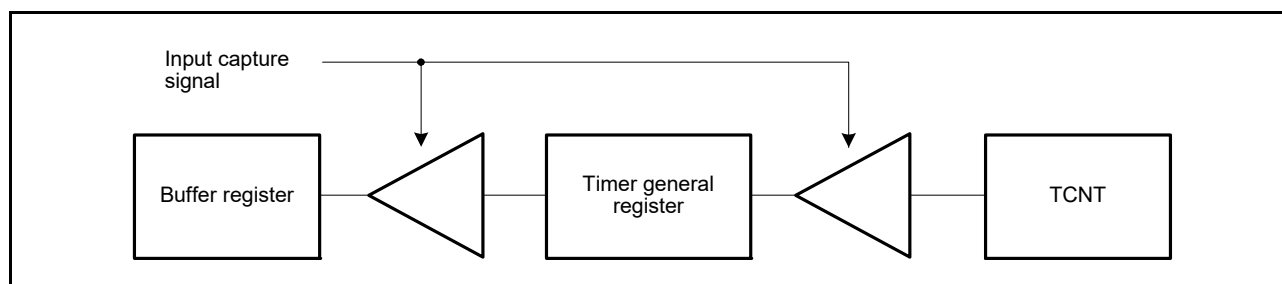 Input capture
signal
Buffer register
Timer general
register
TCNT